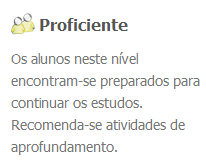 Proficiente
Os alunos neste nível
encontram-se preparados para
continuar os estudos.
Recomenda-se atividades de
aprofundamento.